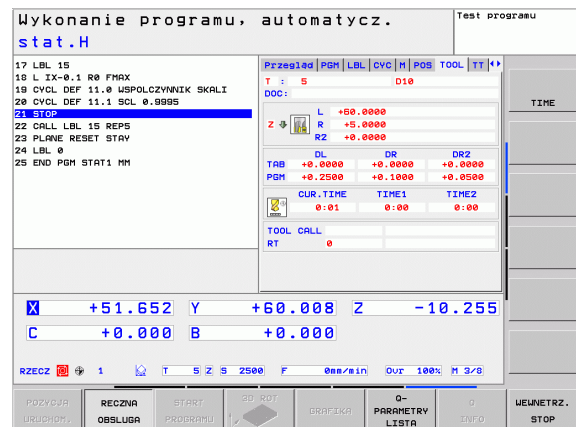 Wykonanie programu, automatycz.
Test programu
stat.H
17 LBL 15
18 L IX-0.1 R0 FMAX
19 CYCL DEF 11.0 WSPOLCZYNNIK SKALI
20 CYCL DEF 11.1 SCL 0.9995
21 STOP
22 CALL LBL 15 REP5
23 PLANE RESET STAY
24 LBL 0
25 END PGM STAT1 MM
Przegląd PGM LBL CYC M POS TOOL TT
T : 5 D10
DOC:
L +60.0000
Z R +5.0000
R2 +0.0000
DL DR DR2
TAB +0.0000 +0.0000 +0.0000
PGM +0.2500 +0.1000 +0.0500
CUR.TIME TIME1 TIME2
0:01 0:00 0:00
TOOL CALL
RT 0
TIME
X +51.652 Y +60.008 Z -10.255
C +0.000 B +0.000
RZECZ 1 T 5 Z S 2500 F 0mm/min Our 100% M 3/8
POZYCJA URUCHOM.
RECZNA OBSLUGA
START PROGRAMU
3D ROT
GRAFIKA
Q-PARAMETRY LISTA
Q INFO
WEWNETRZ. STOP